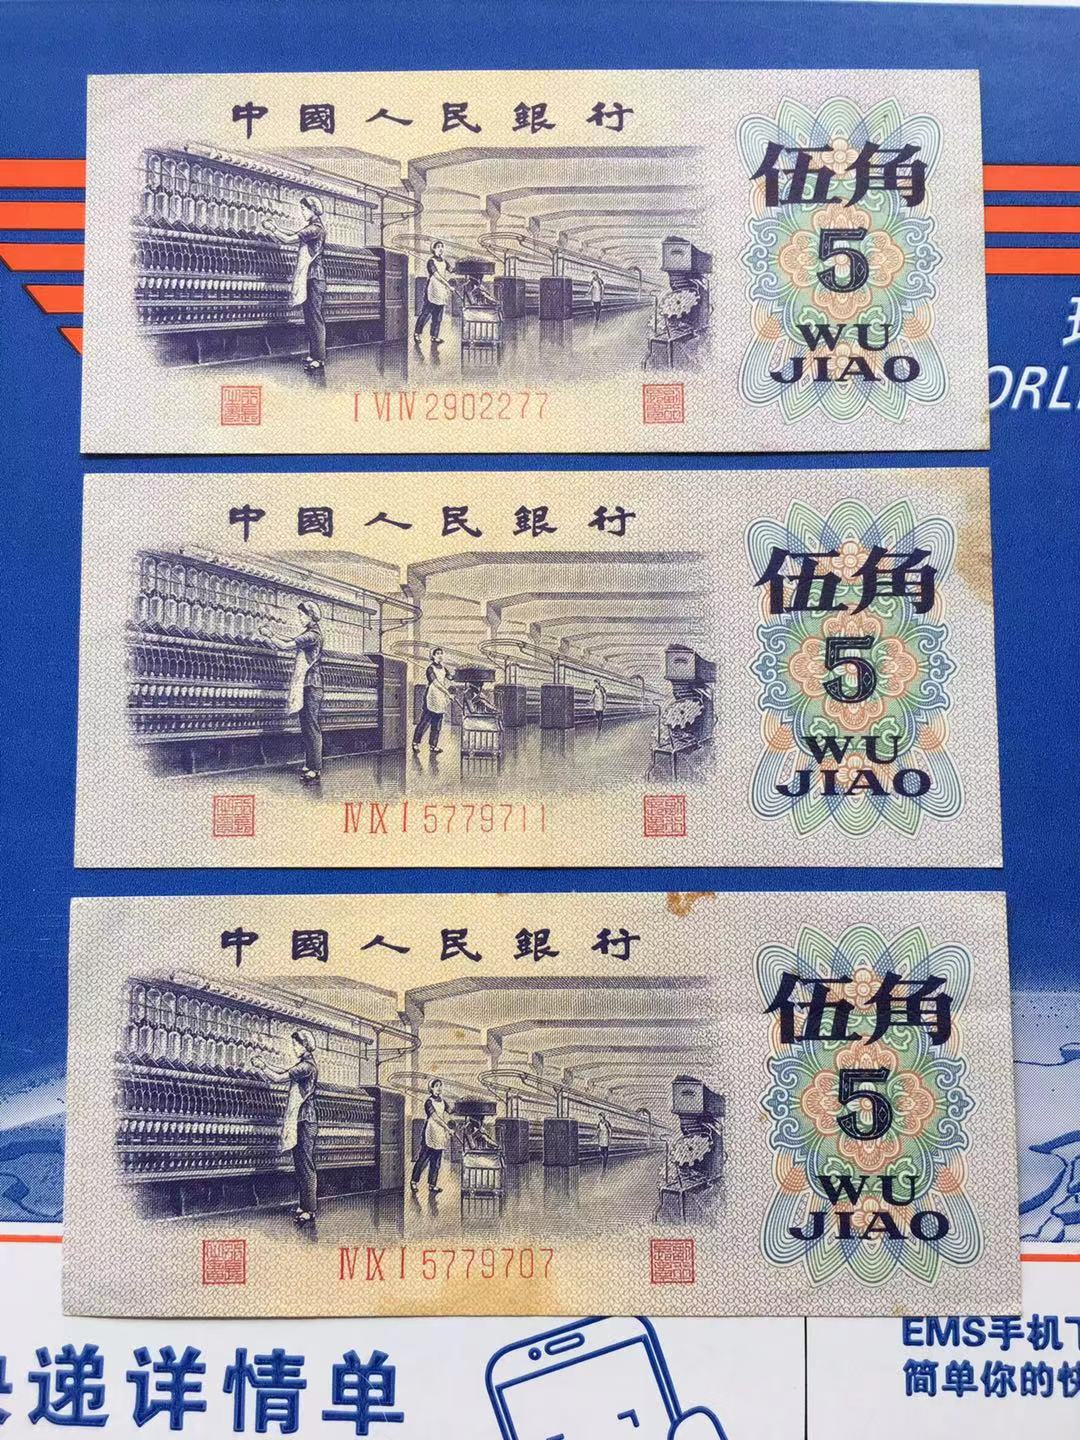 中國人民銀行
伍角
5
WU
JIAO
Ⅰ Ⅵ Ⅳ 2902277
ORL
中國人民銀行
伍角
5
WU
JIAO
Ⅳ Ⅸ Ⅰ 5779711
中國人民銀行
伍角
5
WU
JIAO
Ⅳ Ⅸ Ⅰ 5779707
递详情单
EMS手机
简单你的快